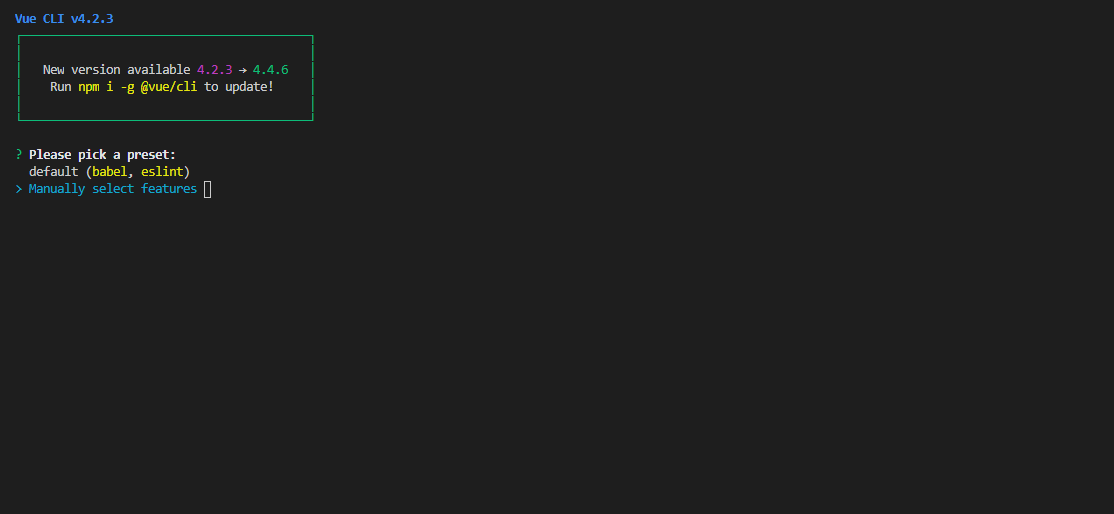 Vue CLI v4.2.3
New version available 4.2.3 → 4.4.6
Run npm i -g @vue/cli to update!
? Please pick a preset:
default (babel, eslint)
> Manually select features